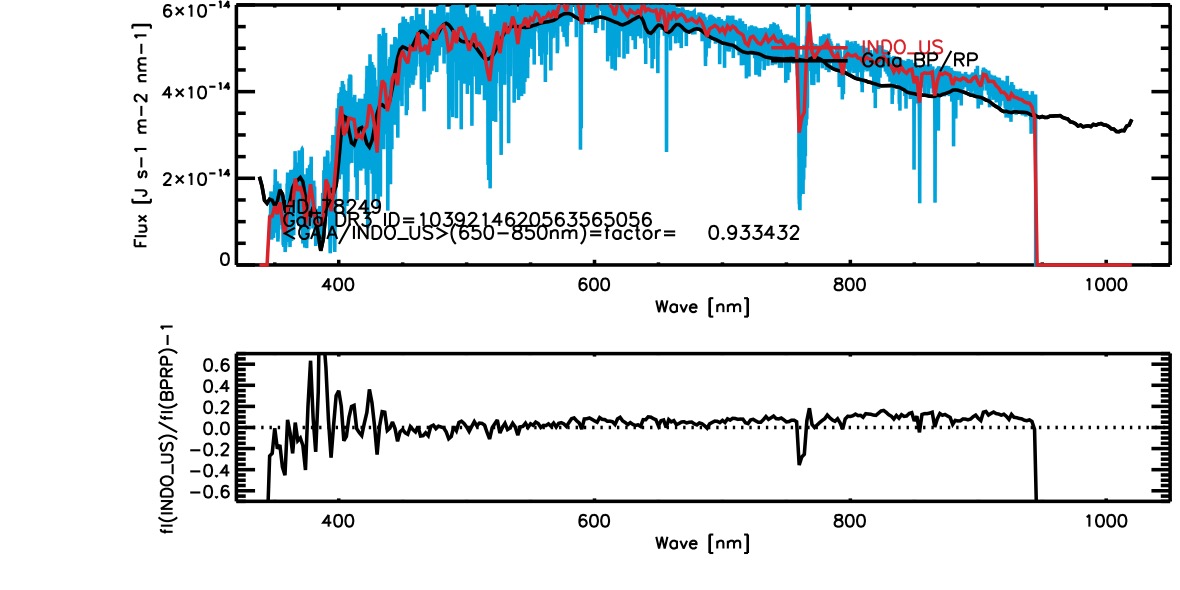 6×10⁻¹⁴
4×10⁻¹⁴
2×10⁻¹⁴
0
Flux [J s−1 m−2 nm−1]
INDO_US
Gaia BP/RP
HD_78249
Gaia DR3 ID=1039214620563565056
<GAIA/INDO_US>(650−850nm)=factor= 0.933432
400 600 800 1000
Wave [nm]
fl(INDO_US)/fl(BPRP)−1
0.6
0.4
0.2
0.0
−0.2
−0.4
−0.6
400 600 800 1000
Wave [nm]